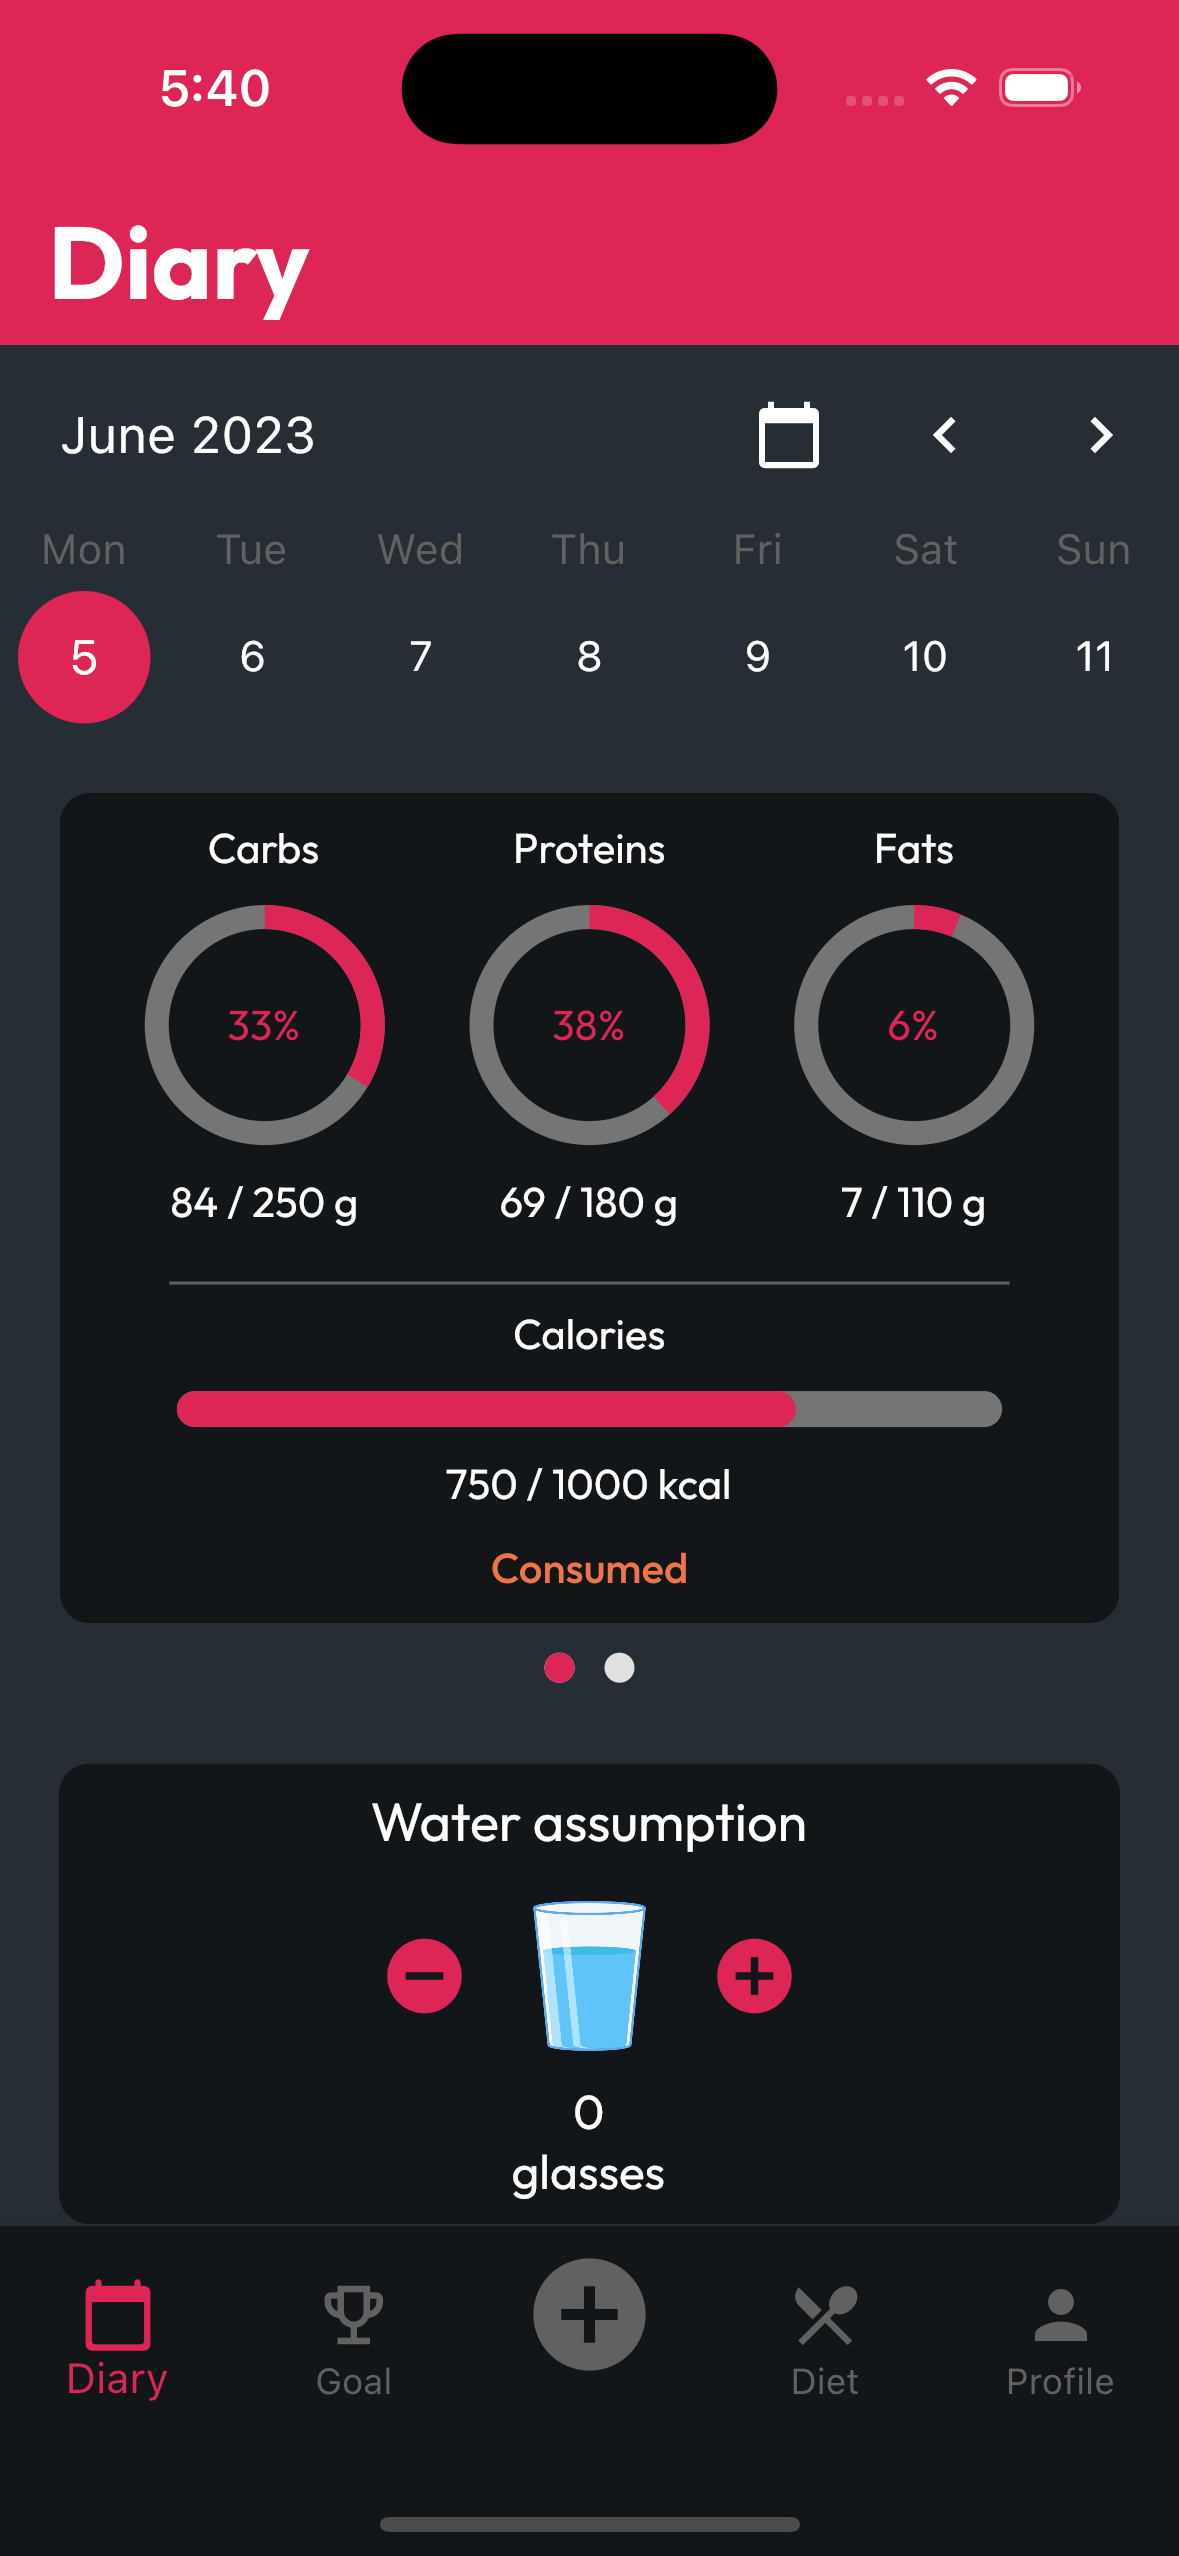 5:40
Diary
June 2023
Mon Tue Wed Thu Fri Sat Sun
5 6 7 8 9 10 11
Carbs Proteins Fats
33% 38% 6%
84 / 250 g 69 / 180 g 7 / 110 g
Calories
750 / 1000 kcal
Consumed
Water assumption
0
glasses
Diary Goal Diet Profile